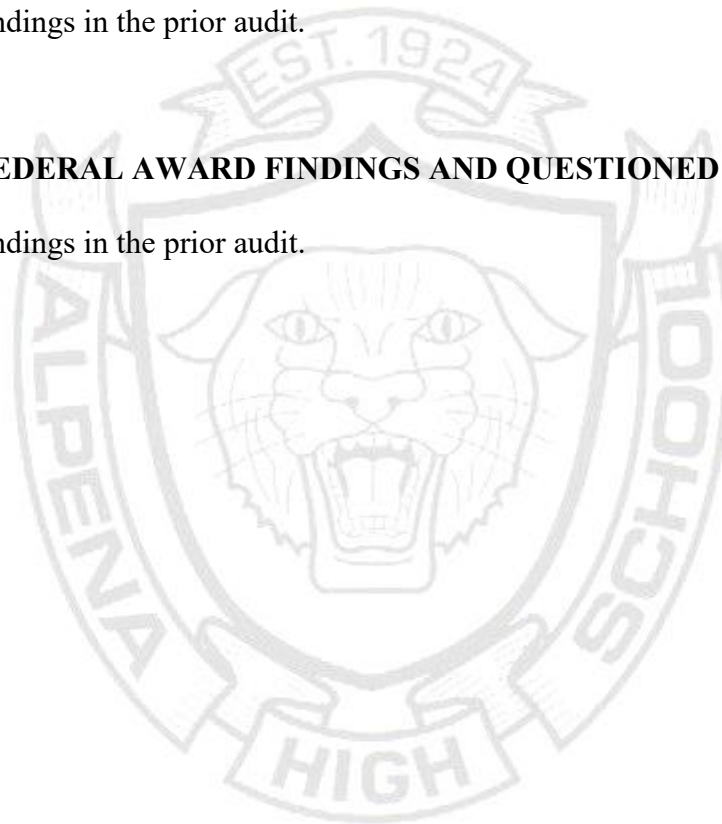 ndings in the prior audit.
EST. 1924
EDERAL AWARD FINDINGS AND QUESTIONED
ndings in the prior audit.
ALPENA
SCHOOL
HIGH